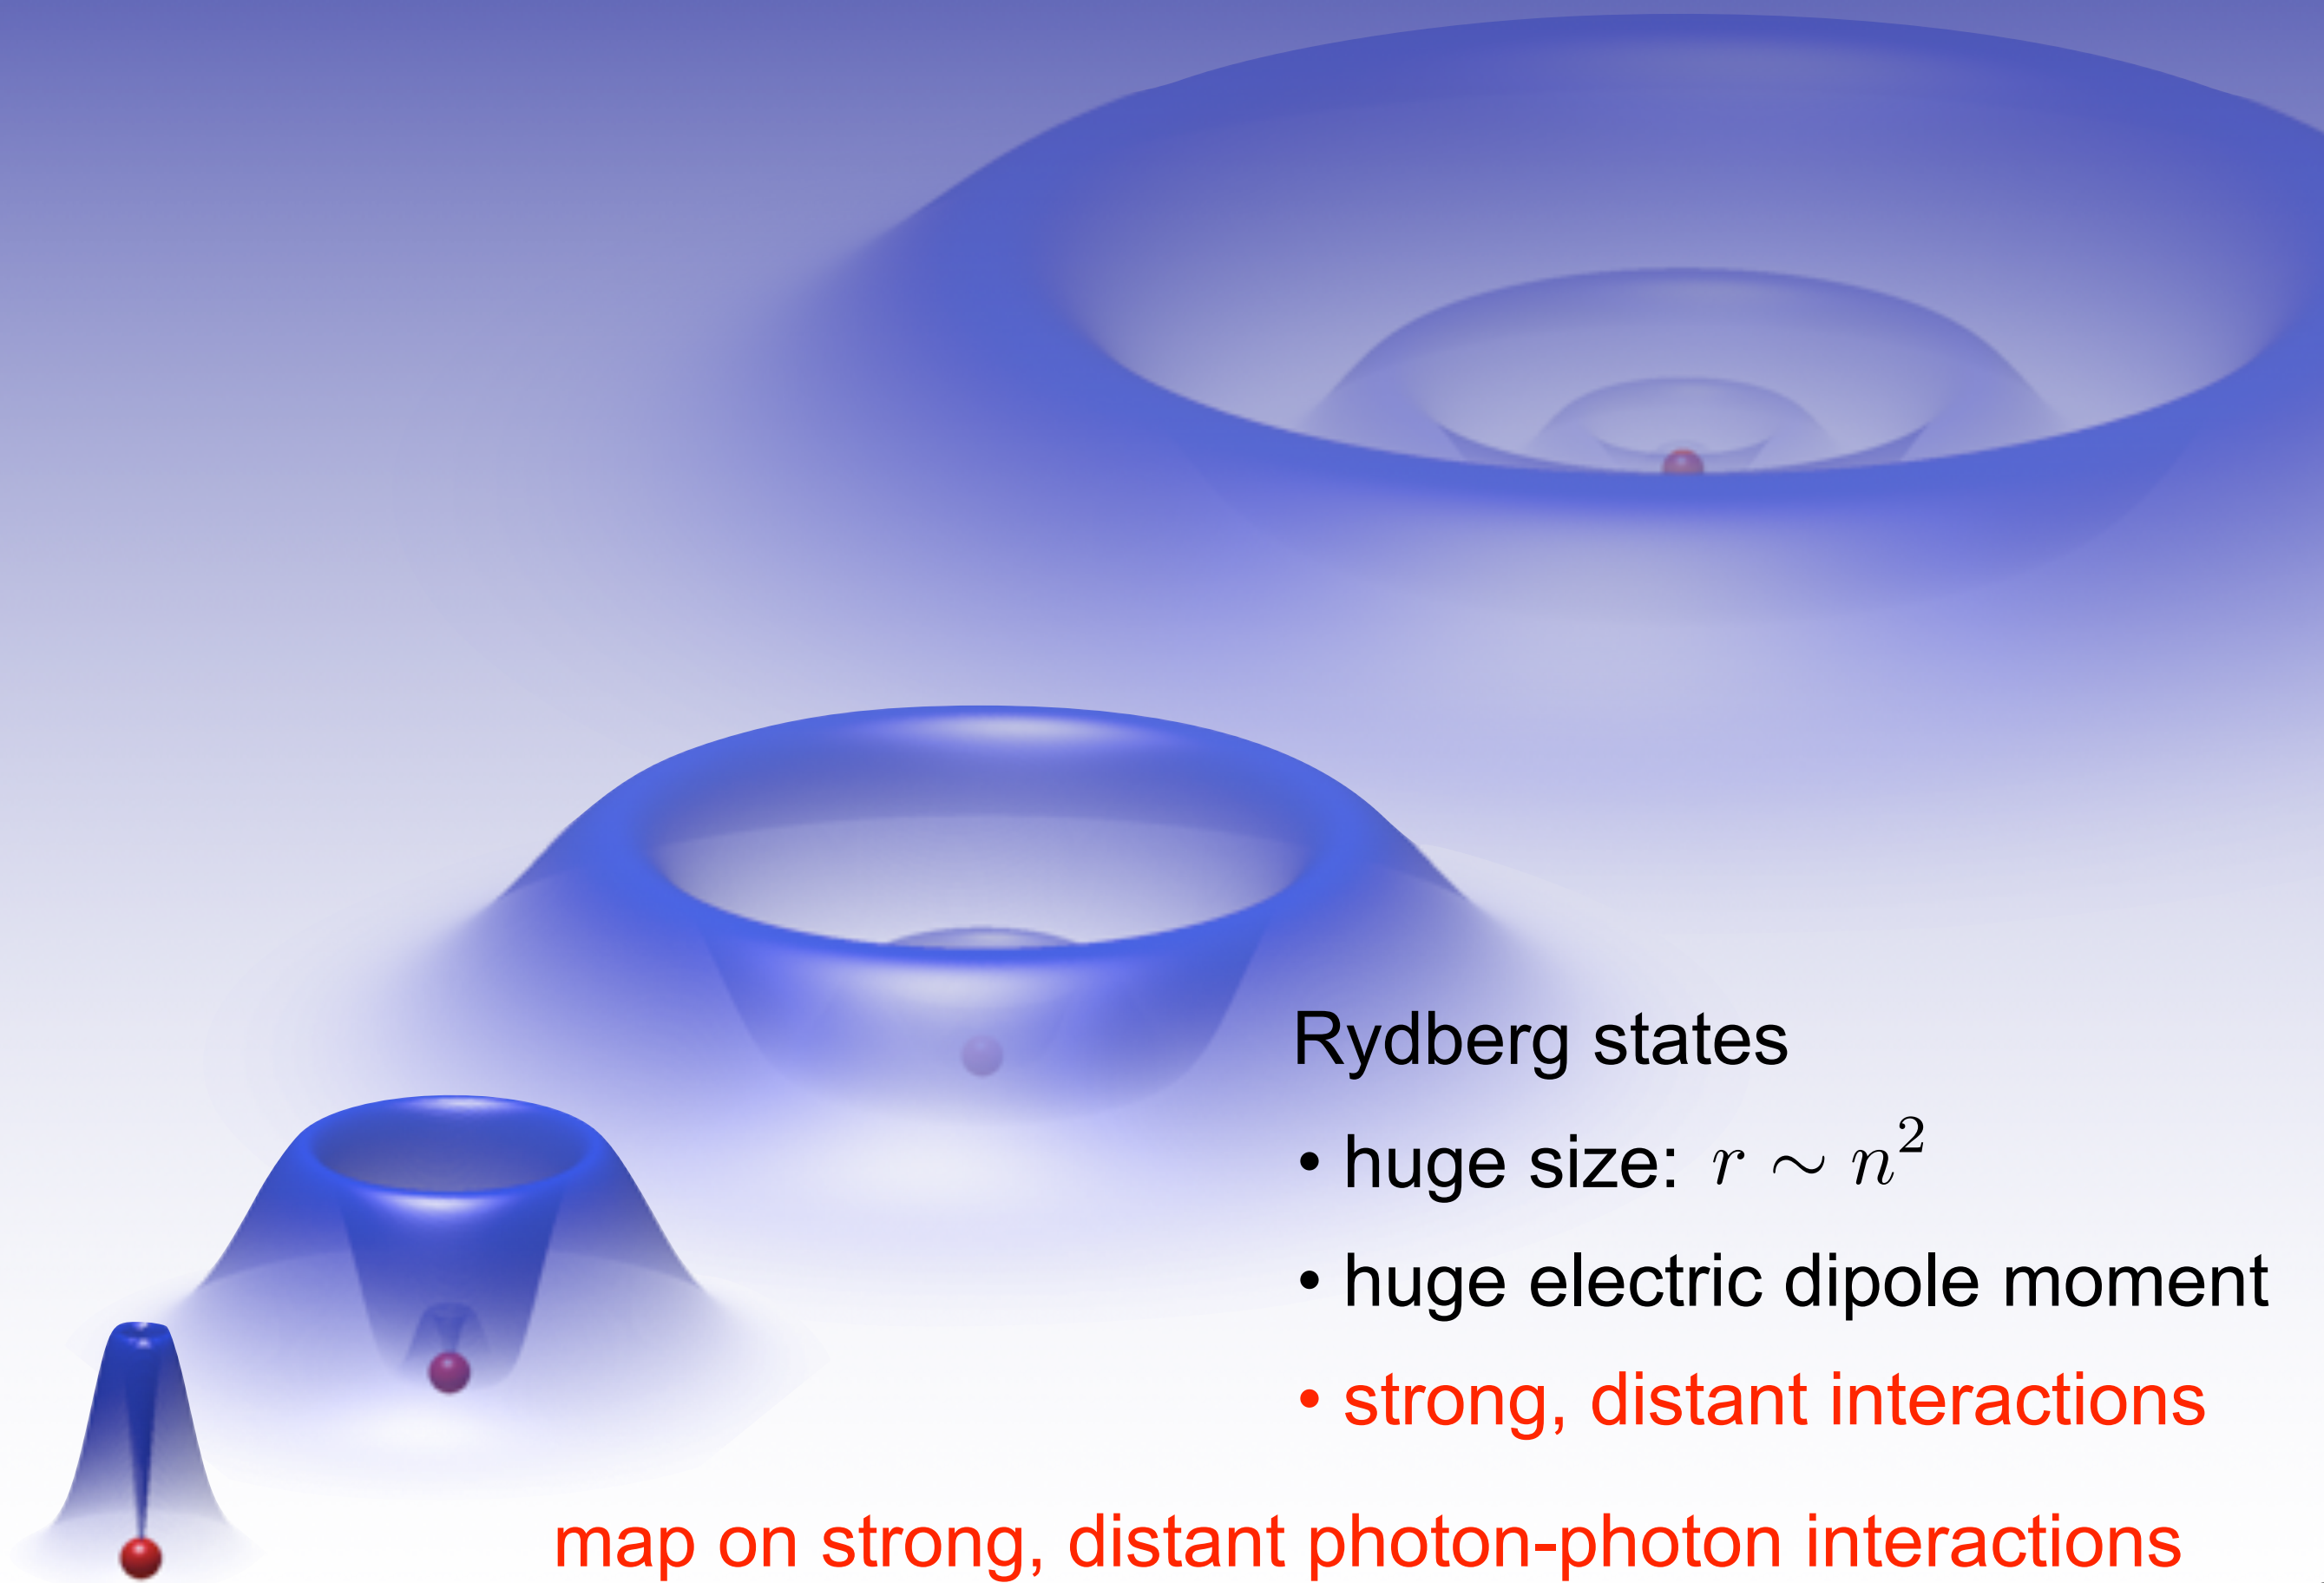 Rydberg states
• huge size: r ∼ n²
• huge electric dipole moment
• strong, distant interactions
map on strong, distant photon-photon interactions